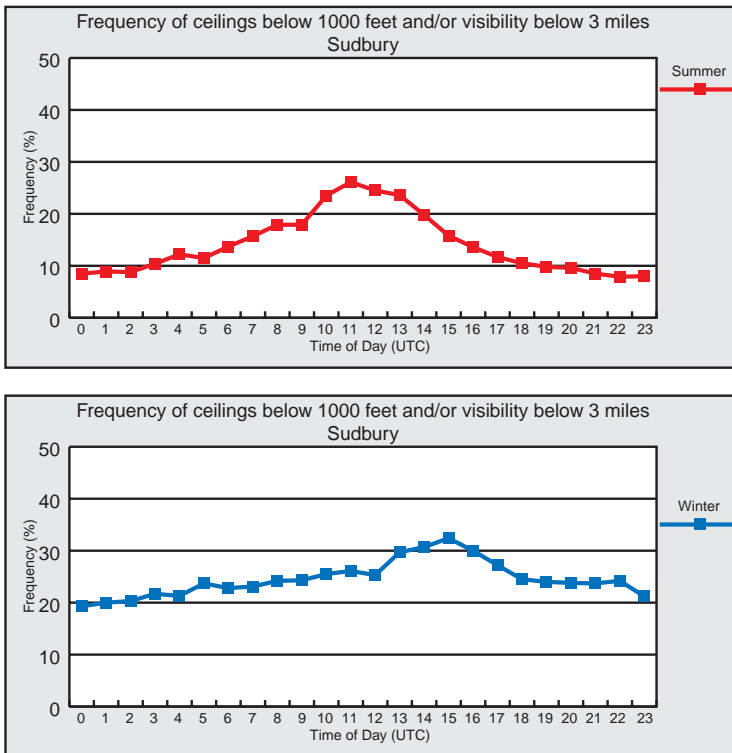 Frequency of ceilings below 1000 feet and/or visibility below 3 miles
Sudbury
50
40
30
20
10
0
Frequency (%)
0 1 2 3 4 5 6 7 8 9 10 11 12 13 14 15 16 17 18 19 20 21 22 23
Time of Day (UTC)
Summer
Frequency of ceilings below 1000 feet and/or visibility below 3 miles
Sudbury
50
40
30
20
10
0
Frequency (%)
0 1 2 3 4 5 6 7 8 9 10 11 12 13 14 15 16 17 18 19 20 21 22 23
Time of Day (UTC)
Winter